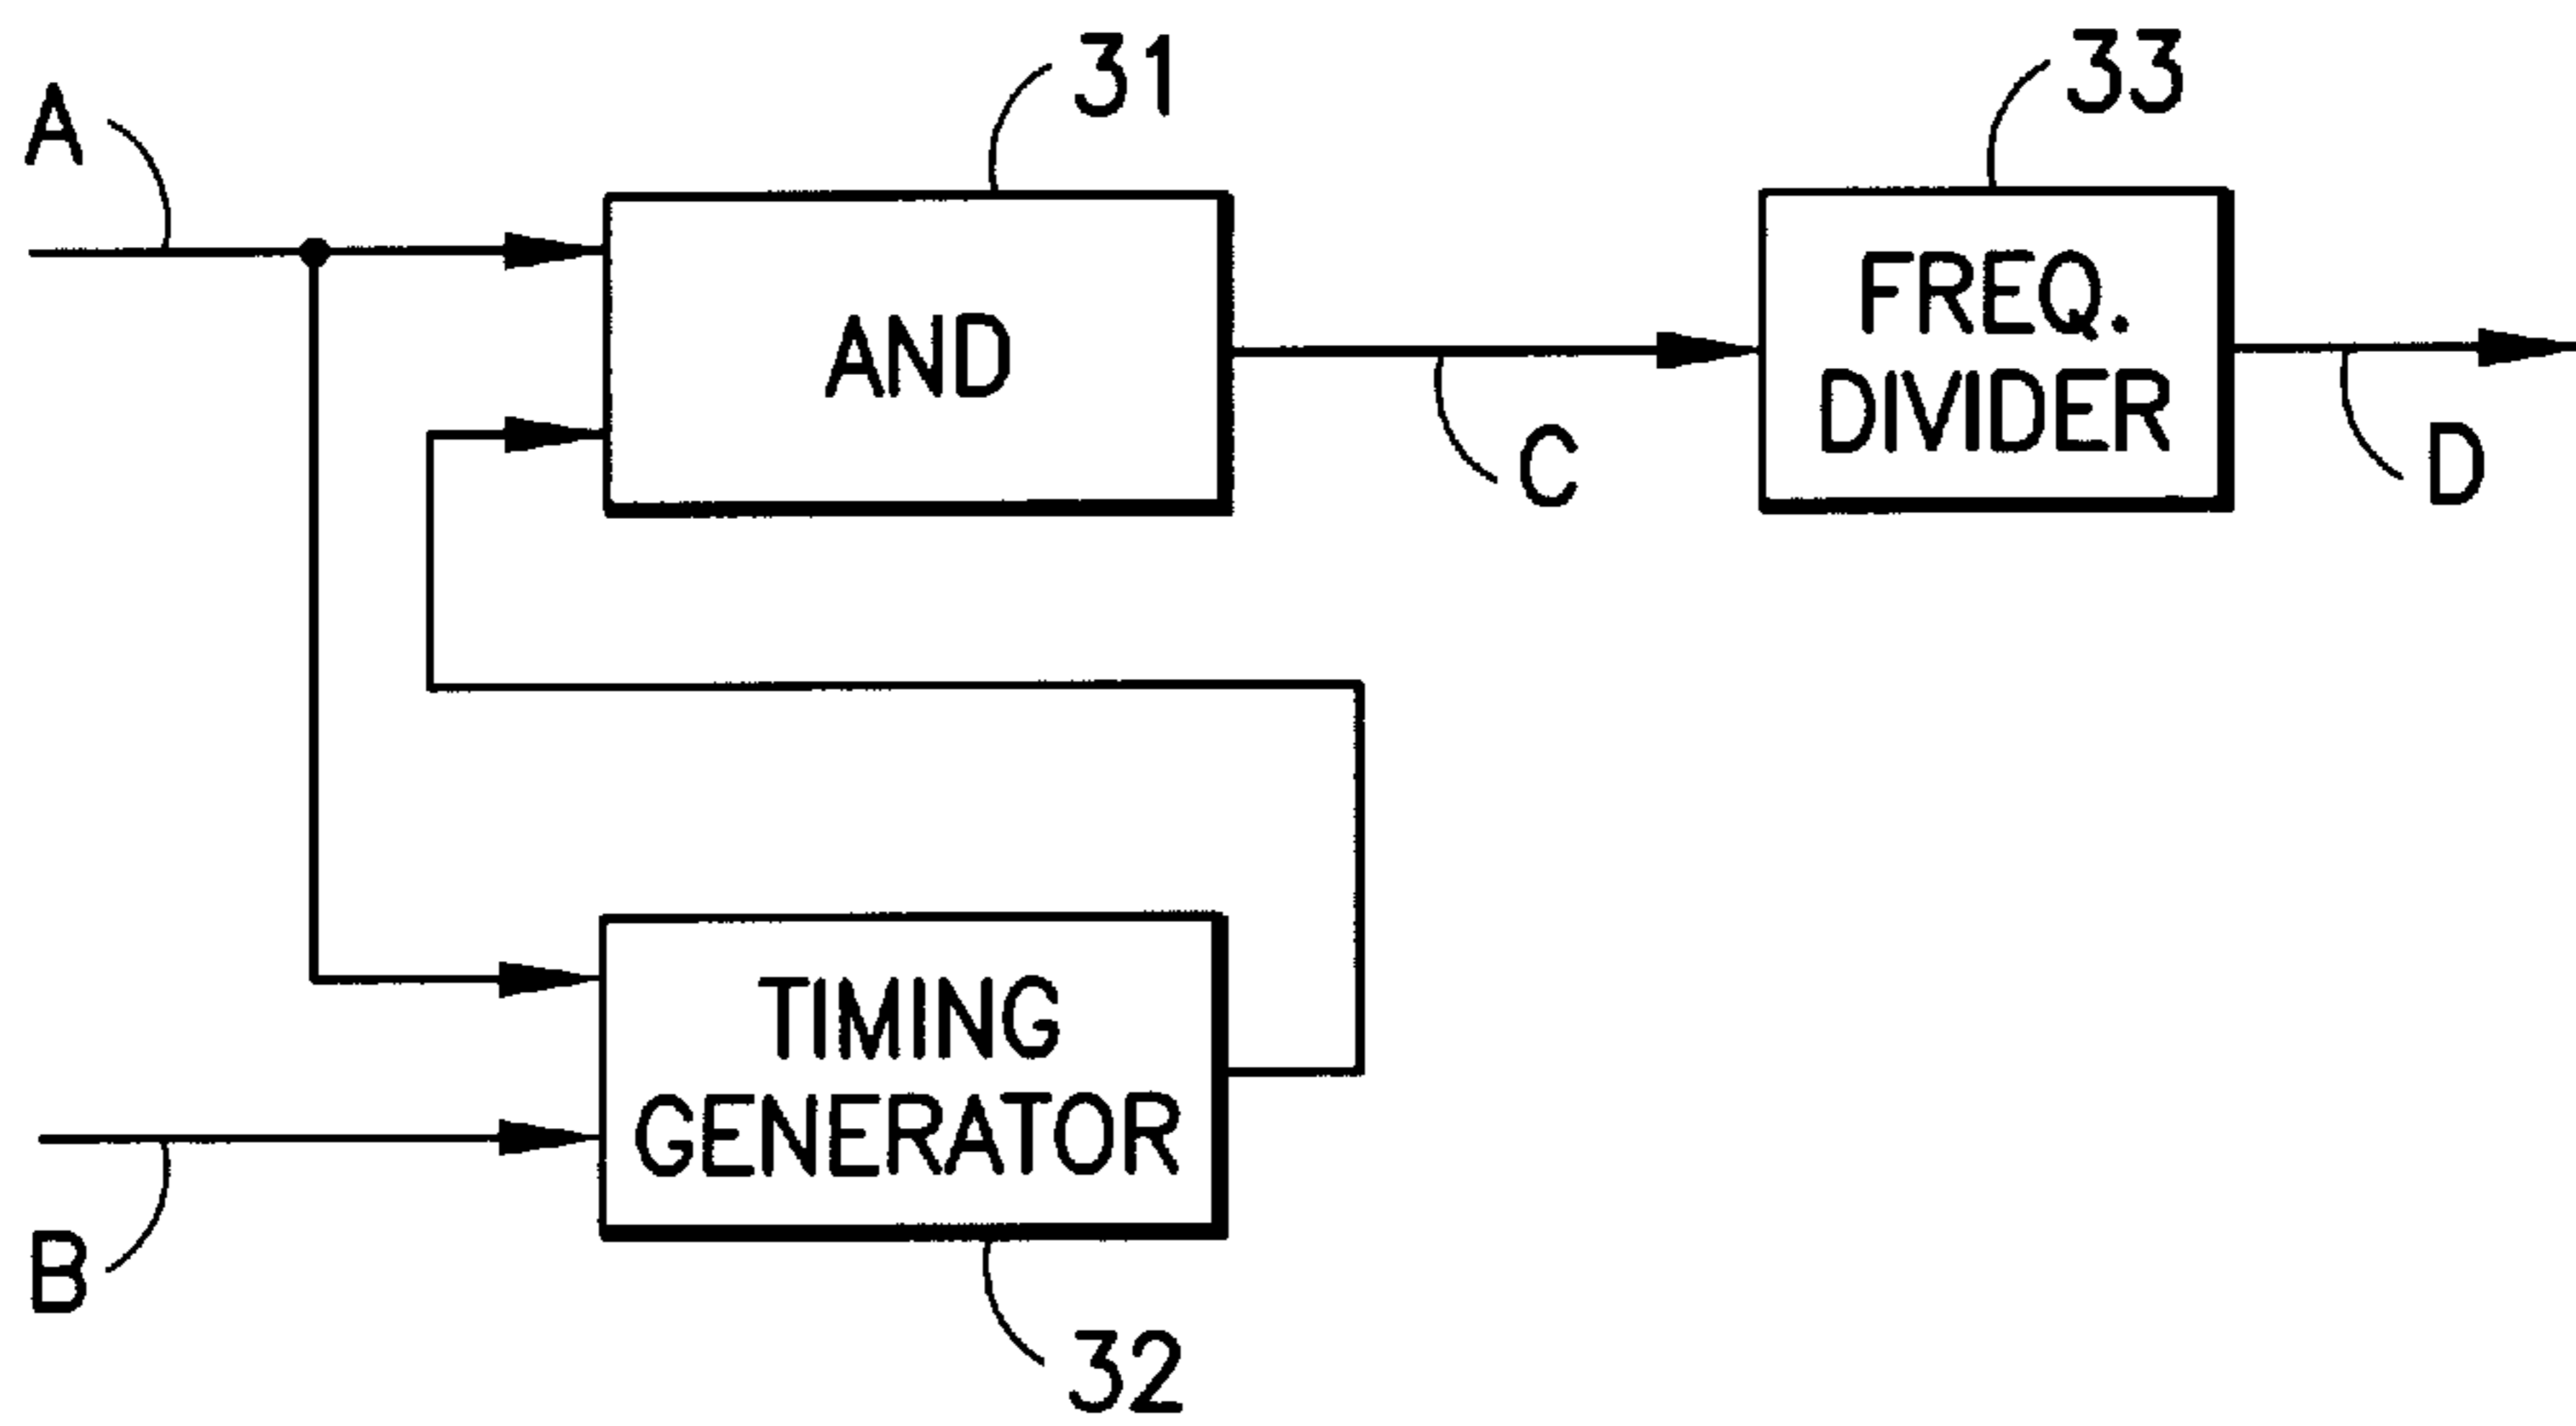 A
31
33
AND
FREQ.
DIVIDER
C
D
TIMING
GENERATOR
B
32